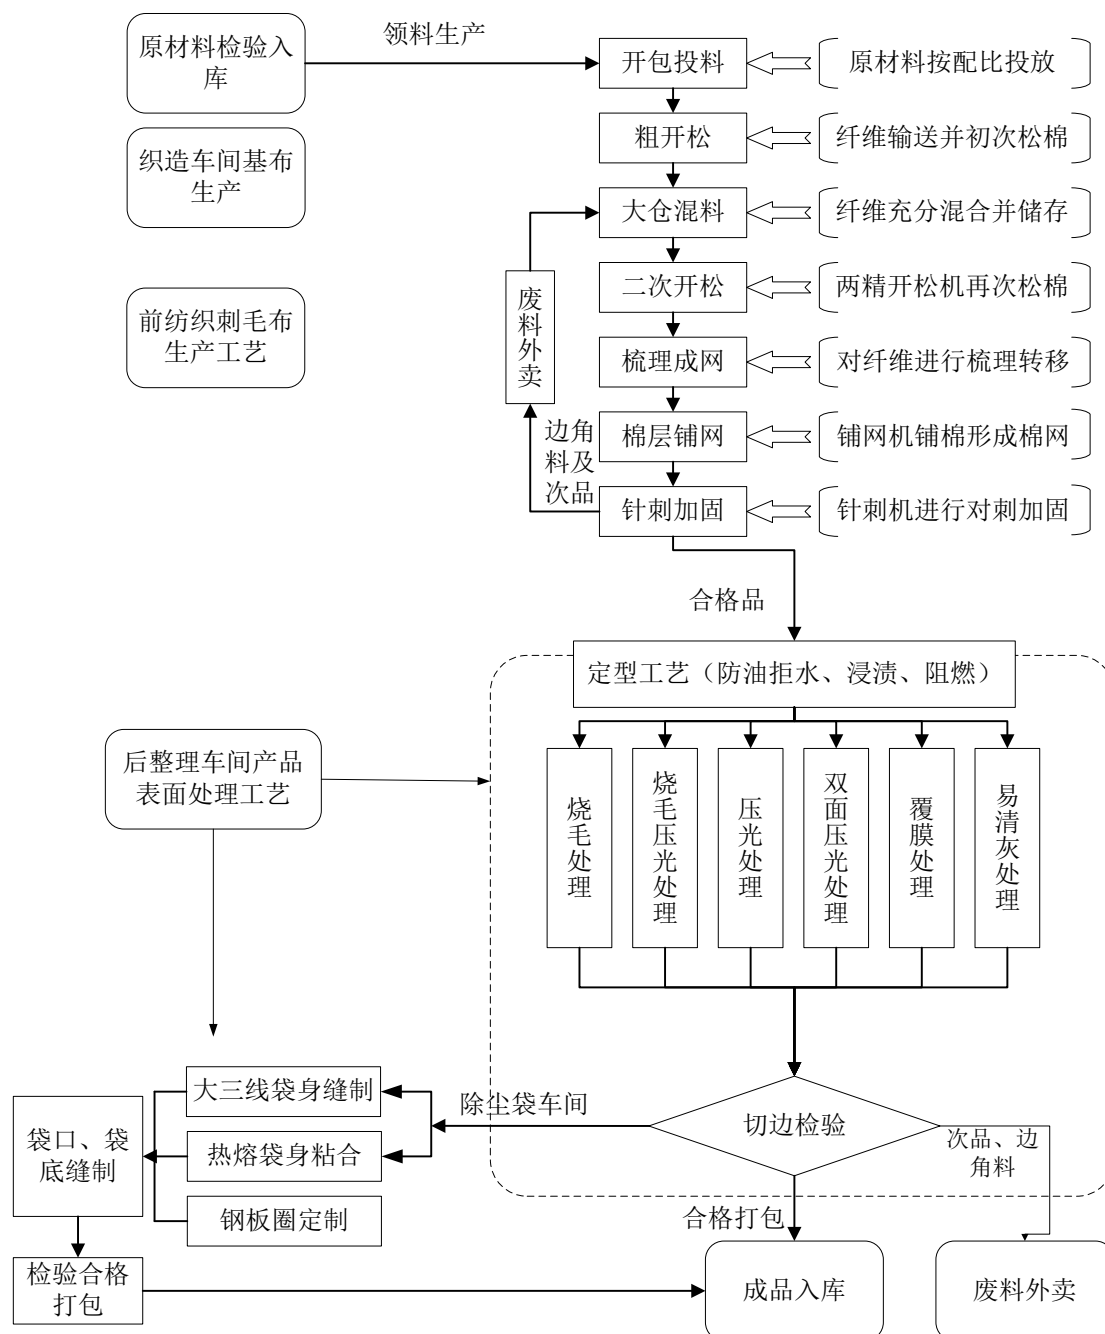 原材料检验入
库
领料生产
开包投料
原材料按配比投放
织造车间基布
生产
粗开松
纤维输送并初次松棉
大仓混料
纤维充分混合并储存
前纺织刺毛布
生产工艺
废
料
外
卖
二次开松
两精开松机再次松棉
梳理成网
对纤维进行梳理转移
边角
料及
次品
棉层铺网
铺网机铺棉形成棉网
针刺加固
针刺机进行对刺加固
合格品
定型工艺（防油拒水、浸渍、阻燃）
后整理车间产品
表面处理工艺
烧
毛
处
理
烧
毛
压
光
处
理
压
光
处
理
双
面
压
光
处
理
覆
膜
处
理
易
清
灰
处
理
大三线袋身缝制
除尘袋车间
切边检验
次品、边
角料
袋口、袋
底缝制
热熔袋身粘合
钢板圈定制
合格打包
检验合格
打包
成品入库
废料外卖